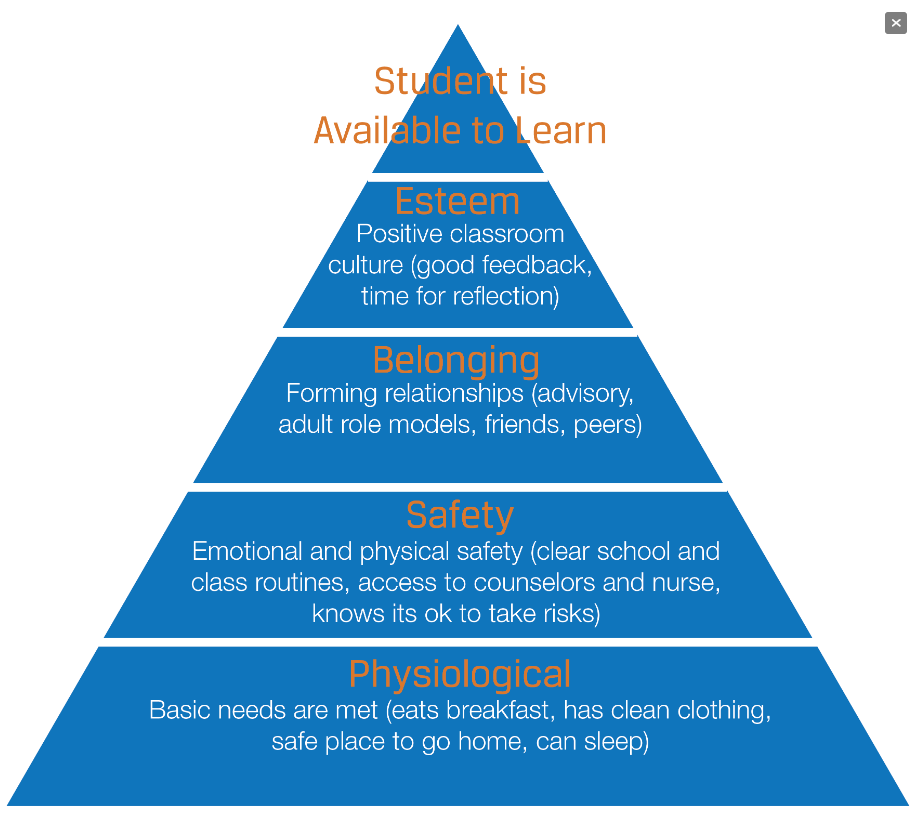 Student is
Available to Learn
Esteem
Positive classroom
culture (good feedback,
time for reflection)
Belonging
Forming relationships (advisory,
adult role models, friends, peers)
Safety
Emotional and physical safety (clear school and
class routines, access to counselors and nurse,
knows its ok to take risks)
Physiological
Basic needs are met (eats breakfast, has clean clothing,
safe place to go home, can sleep)